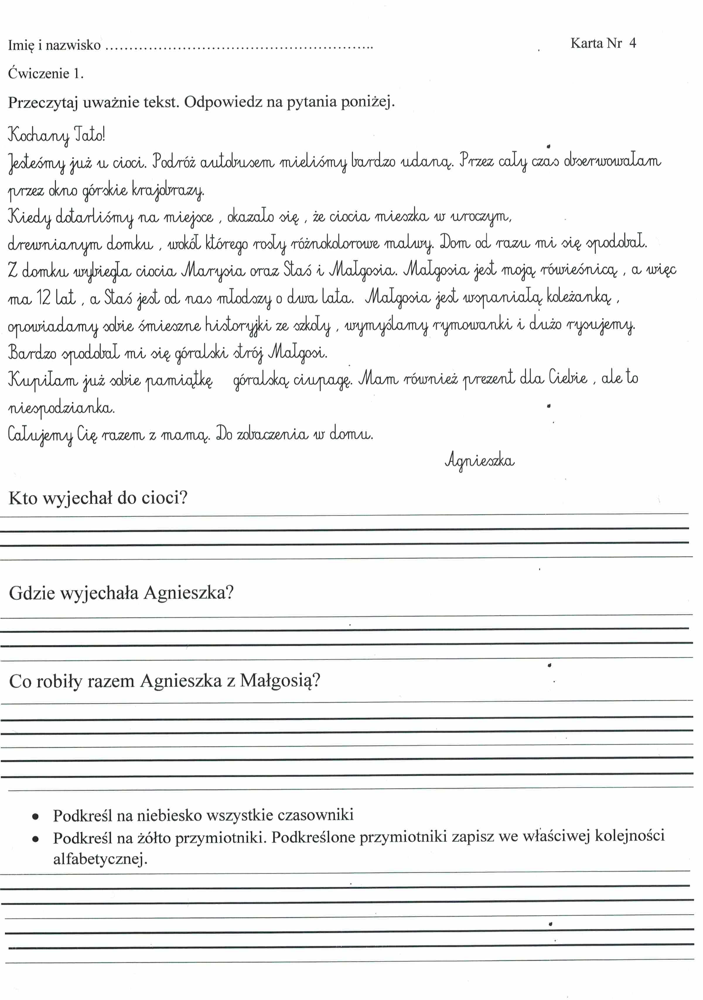 Imię i nazwisko ........................................................ Karta Nr 4
Ćwiczenie 1.
Przeczytaj uważnie tekst. Odpowiedz na pytania poniżej.
Kochany Tato!
Jesteśmy już u cioci. Podróż autobusem mieliśmy bardzo udaną. Przez cały czas obserwowałam
przez okno górskie krajobrazy.
Kiedy dotarliśmy na miejsce , okazało się , że ciocia mieszka w uroczym,
drewnianym domku , wokół którego rosły różnokolorowe malwy. Dom od razu mi się spodobał.
Z domku wybiegła ciocia Marysia oraz Staś i Małgosia. Małgosia jest moją rówieśnicą , a więc
ma 12 lat , a Staś jest od nas młodszy o dwa lata. Małgosia jest wspaniałą koleżanką ,
opowiadamy sobie śmieszne historyjki ze szkoły , wymyślamy rymowanki i dużo rysujemy.
Bardzo spodobał mi się góralski strój Małgosi.
Kupiłam już sobie pamiątkę góralską ciupagę. Mam również prezent dla Ciebie , ale to
niespodzianka.
Całujemy Cię razem z mamą. Do zobaczenia w domu.
Agnieszka
Kto wyjechał do cioci?
Gdzie wyjechała Agnieszka?
Co robiły razem Agnieszka z Małgosią?
• Podkreśl na niebiesko wszystkie czasowniki
• Podkreśl na żółto przymiotniki. Podkreślone przymiotniki zapisz we właściwej kolejności
alfabetycznej.